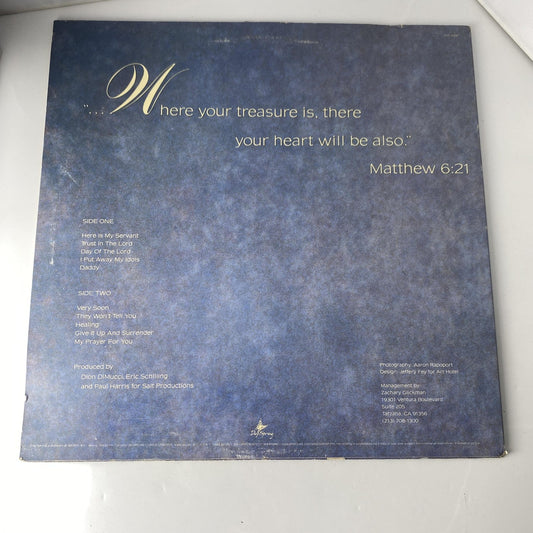 "... Where your treasure is, there
your heart will be also."
Matthew 6:21
SIDE ONE
Here Is My Servant
Trust In The Lord
Day Of The Lord
I Put Away My Idols
Daddy
SIDE TWO
Very Soon
They Won't Tell You
Healing
Give It Up And Surrender
My Prayer For You
Produced by
Dion DiMucci, Eric Schilling
and Paul Harris for Salt Productions
Photography: Aaron Rapoport
Design: Jeffery Fey for Art Hotel
Management By:
Zachary Glickman
19301 Ventura Boulevard
Suite 205
Tarzana, CA 91356
(213) 708-1300
DaySpring